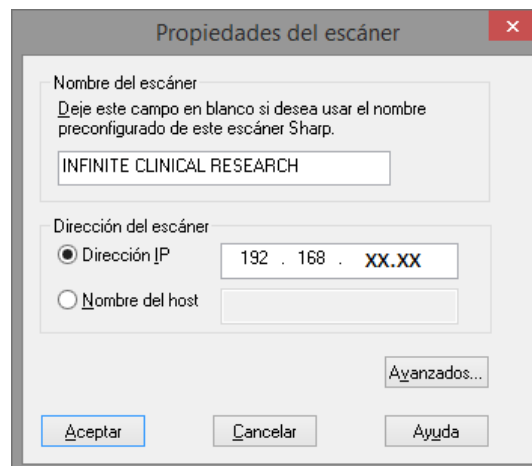 Propiedades del escáner
Nombre del escáner
Deje este campo en blanco si desea usar el nombre
preconfigurado de este escáner Sharp.
INFINITE CLINICAL RESEARCH
Dirección del escáner
Dirección IP 192 . 168 . XX.XX
Nombre del host
Avanzados...
Aceptar Cancelar Ayuda